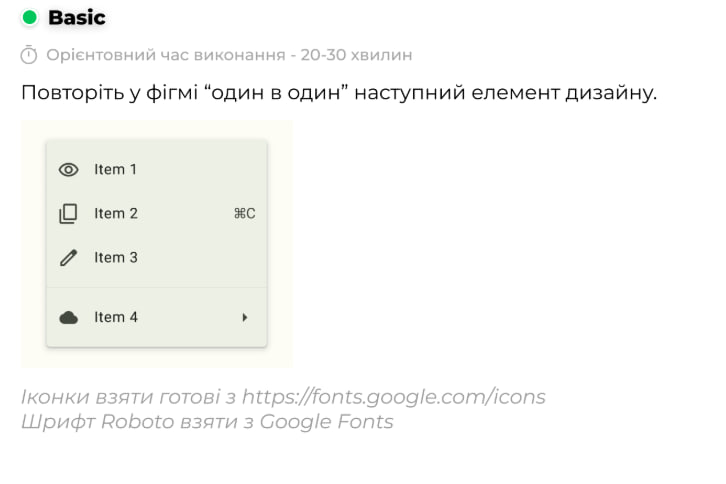 Basic
Орієнтовний час виконання - 20-30 хвилин
Повторіть у фігмі “один в один” наступний елемент дизайну.
Item 1
Item 2 ⌘C
Item 3
Item 4
Іконки взяти готові з https://fonts.google.com/icons
Шрифт Roboto взяти з Google Fonts